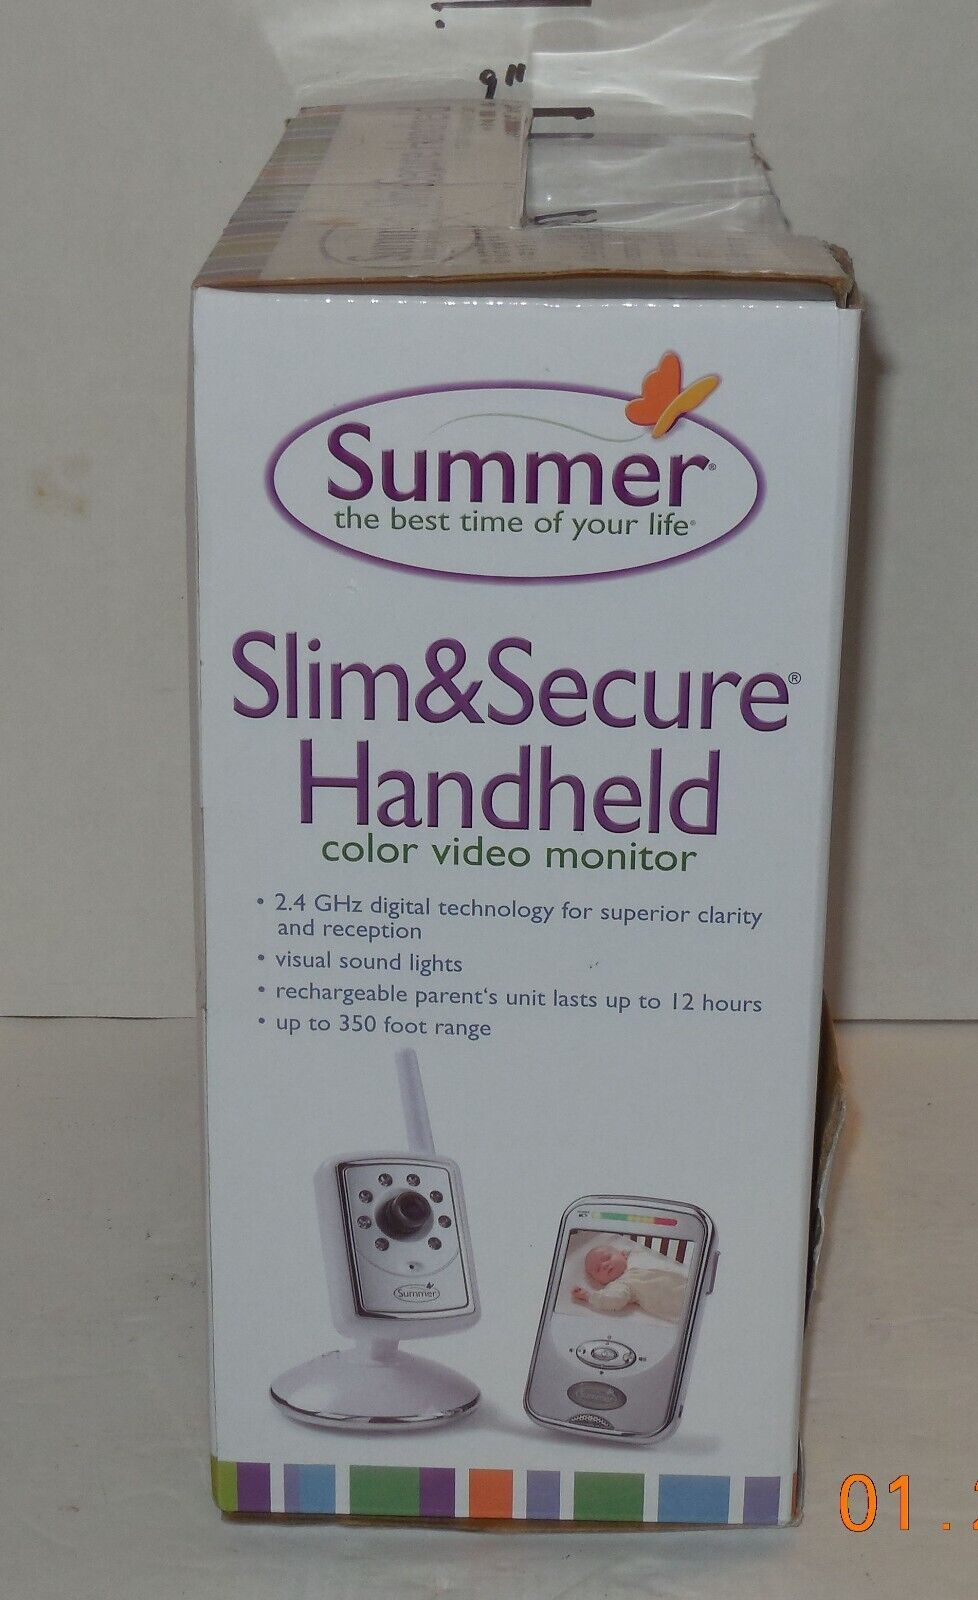 9"
Summer®
the best time of your life®
Slim&Secure®
Handheld
color video monitor
• 2.4 GHz digital technology for superior clarity
and reception
• visual sound lights
• rechargeable parent's unit lasts up to 12 hours
• up to 350 foot range
Summer
01.2